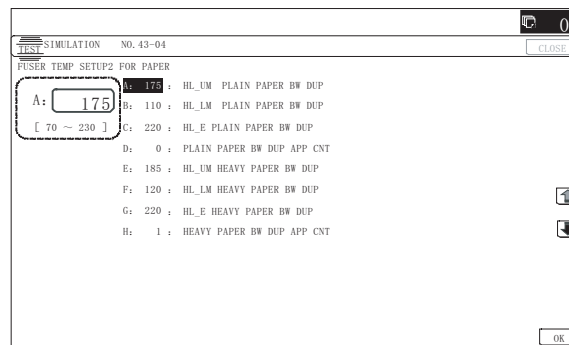 0
TEST SIMULATION NO.43-04
CLOSE
FUSER TEMP SETUP2 FOR PAPER
A: 175
[ 70 ~ 230 ]
A: 175 : HL_UM PLAIN PAPER BW DUP
B: 110 : HL_LM PLAIN PAPER BW DUP
C: 220 : HL_E PLAIN PAPER BW DUP
D: 0 : PLAIN PAPER BW DUP APP CNT
E: 185 : HL_UM HEAVY PAPER BW DUP
F: 120 : HL_LM HEAVY PAPER BW DUP
G: 220 : HL_E HEAVY PAPER BW DUP
H: 1 : HEAVY PAPER BW DUP APP CNT
OK